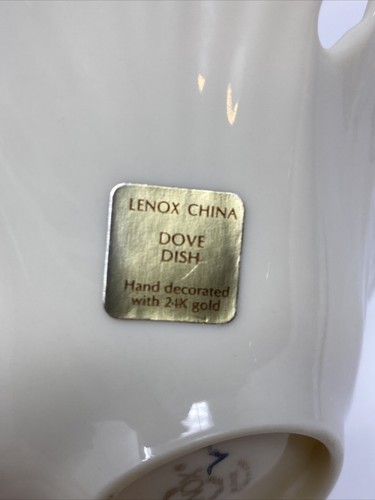 LENOX CHINA
DOVE
DISH
Hand decorated
with 24K gold